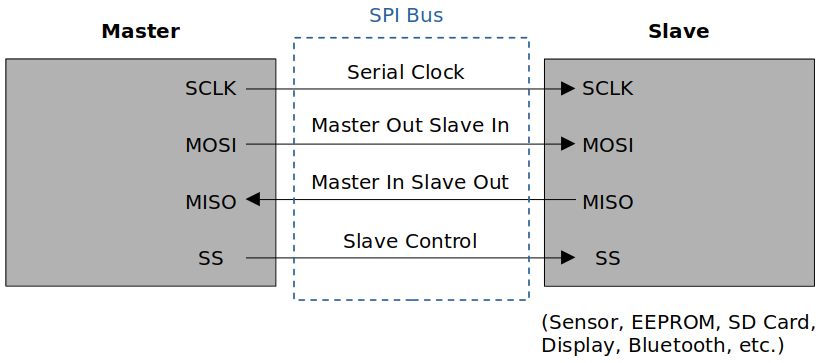 SPI Bus
Master
Slave
SCLK
Serial Clock
SCLK
MOSI
Master Out Slave In
MOSI
MISO
Master In Slave Out
MISO
SS
Slave Control
SS
(Sensor, EEPROM, SD Card,
Display, Bluetooth, etc.)